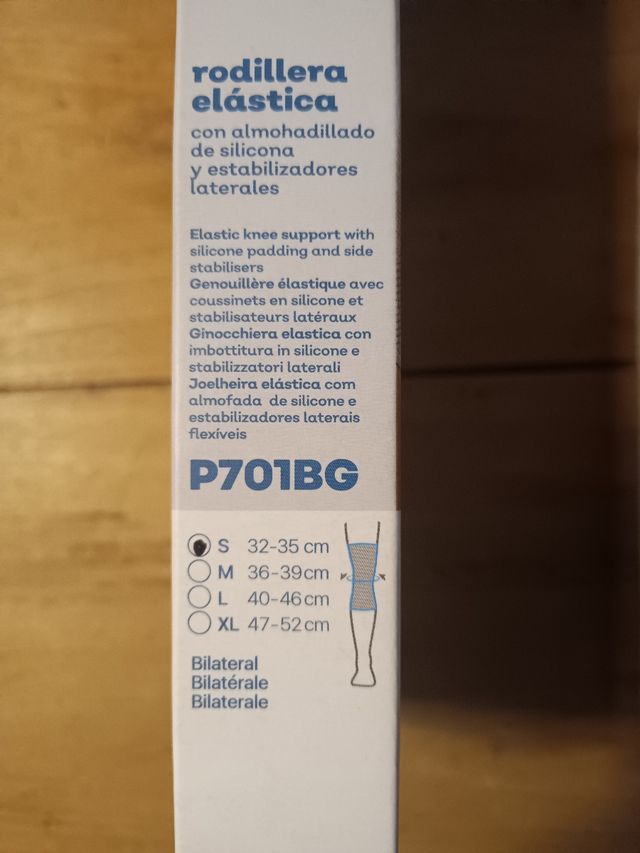 rodillera
elástica
con almohadillado
de silicona
y estabilizadores
laterales
Elastic knee support with
silicone padding and side
stabilisers
Genouillère élastique avec
coussinets en silicone et
stabilisateurs latéraux
Ginocchiera elastica con
imbottitura in silicone e
stabilizzatori laterali
Joelheira elástica com
almofada de silicone e
estabilizadores laterais
flexíveis
P701BG
S 32-35 cm
M 36-39 cm
L 40-46 cm
XL 47-52 cm
Bilateral
Bilatérale
Bilaterale